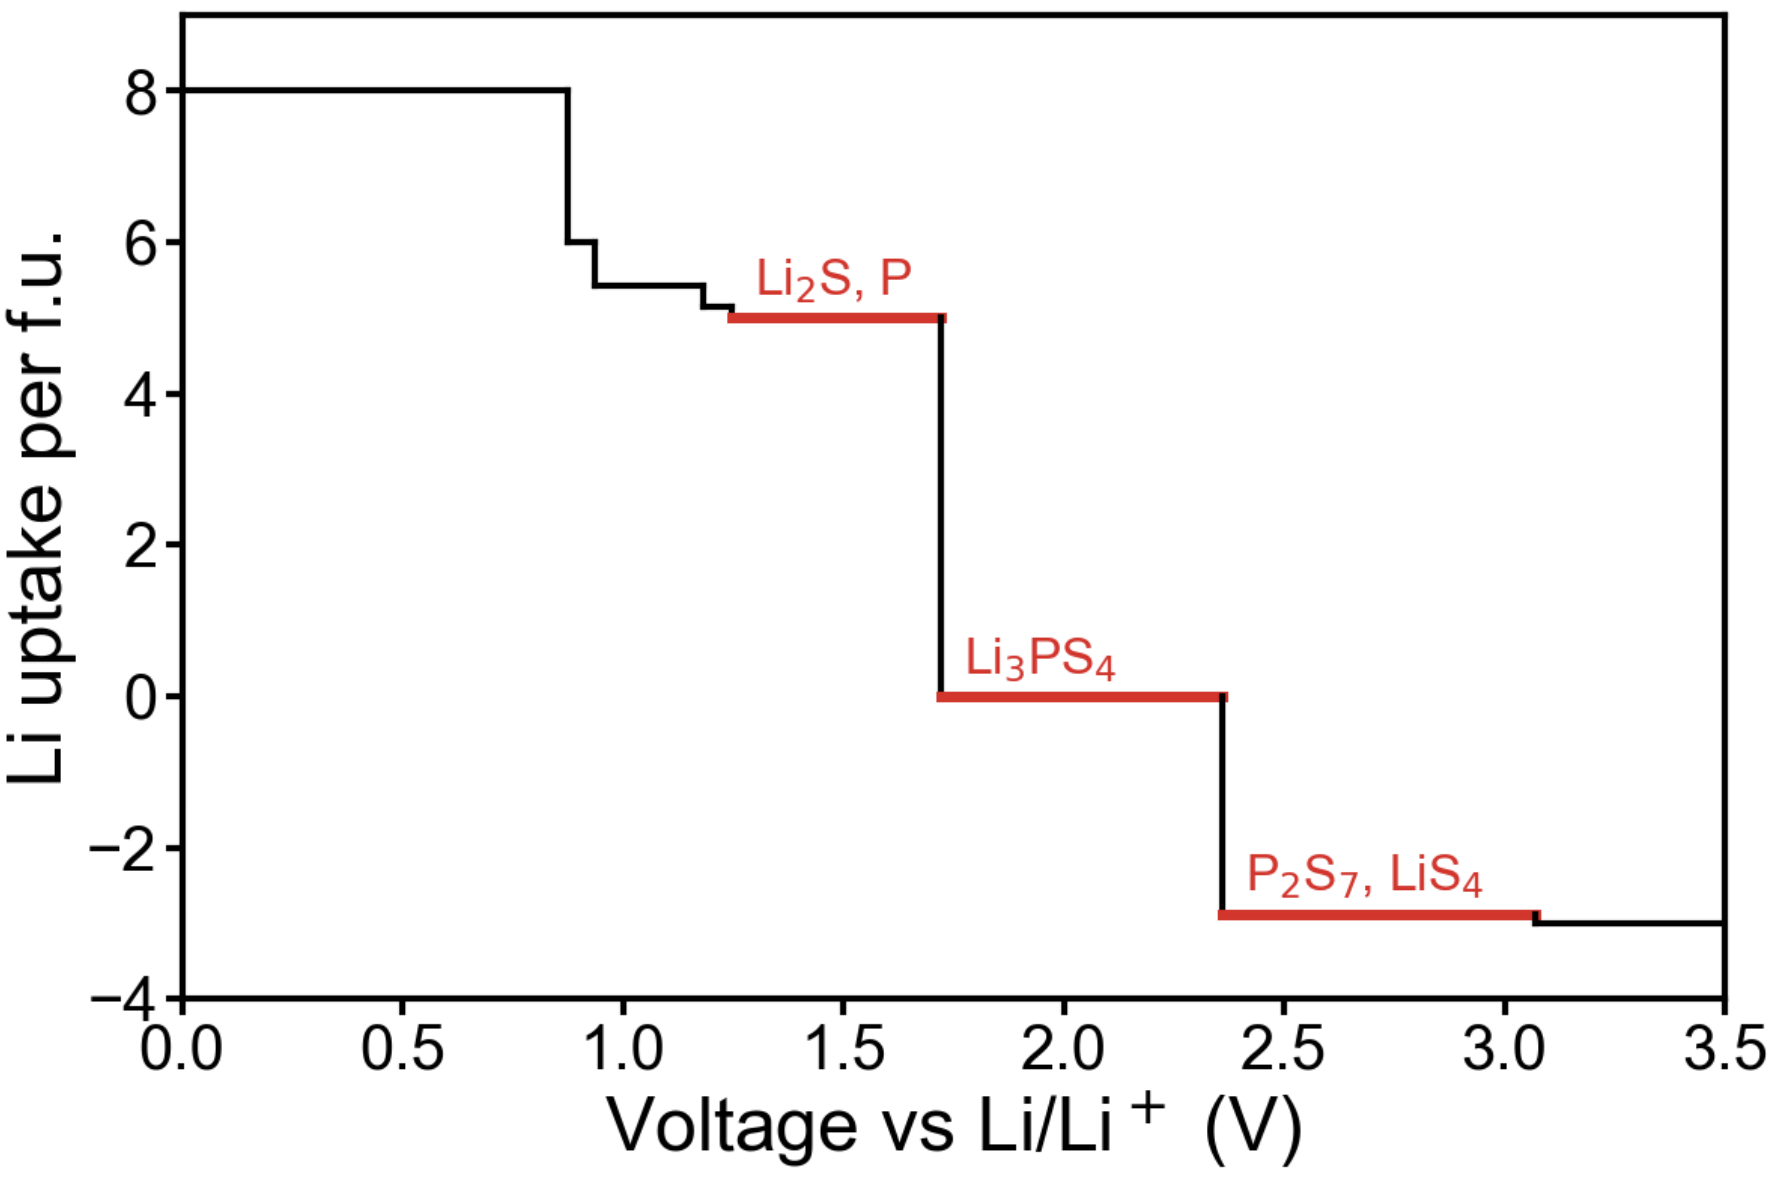 Li uptake per f.u.
8
6
4
2
0
−2
−4
Li₂S, P
Li₃PS₄
P₂S₇, LiS₄
0.0 0.5 1.0 1.5 2.0 2.5 3.0 3.5
Voltage vs Li/Li⁺ (V)